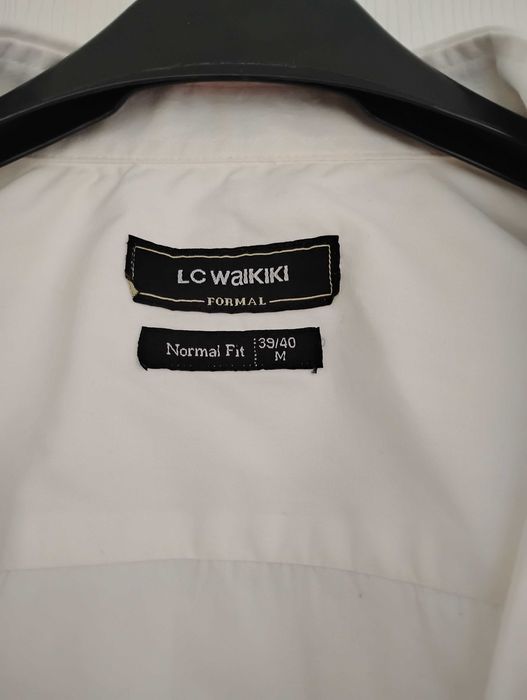 LC WAIKIKI
FORMAL
Normal Fit 39/40
M